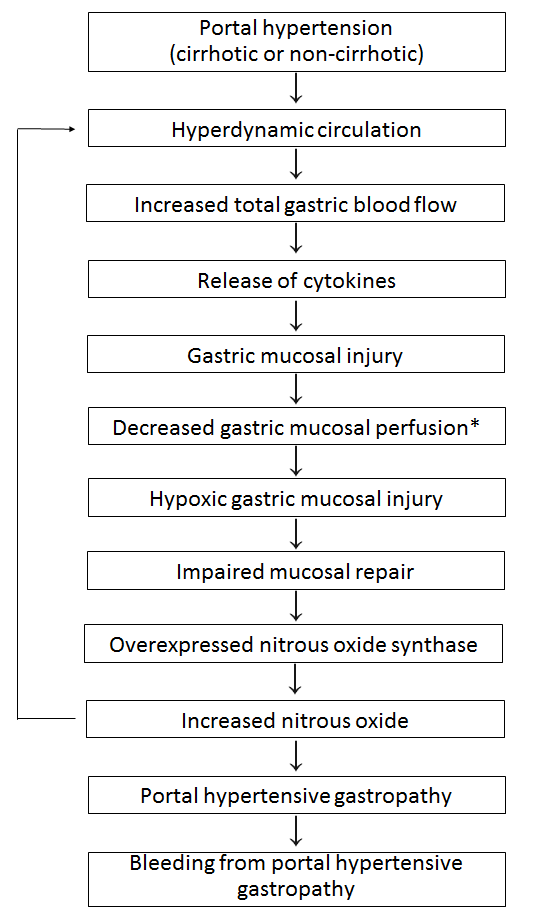 Portal hypertension
(cirrhotic or non-cirrhotic)
Hyperdynamic circulation
Increased total gastric blood flow
Release of cytokines
Gastric mucosal injury
Decreased gastric mucosal perfusion*
Hypoxic gastric mucosal injury
Impaired mucosal repair
Overexpressed nitrous oxide synthase
Increased nitrous oxide
Portal hypertensive gastropathy
Bleeding from portal hypertensive
gastropathy